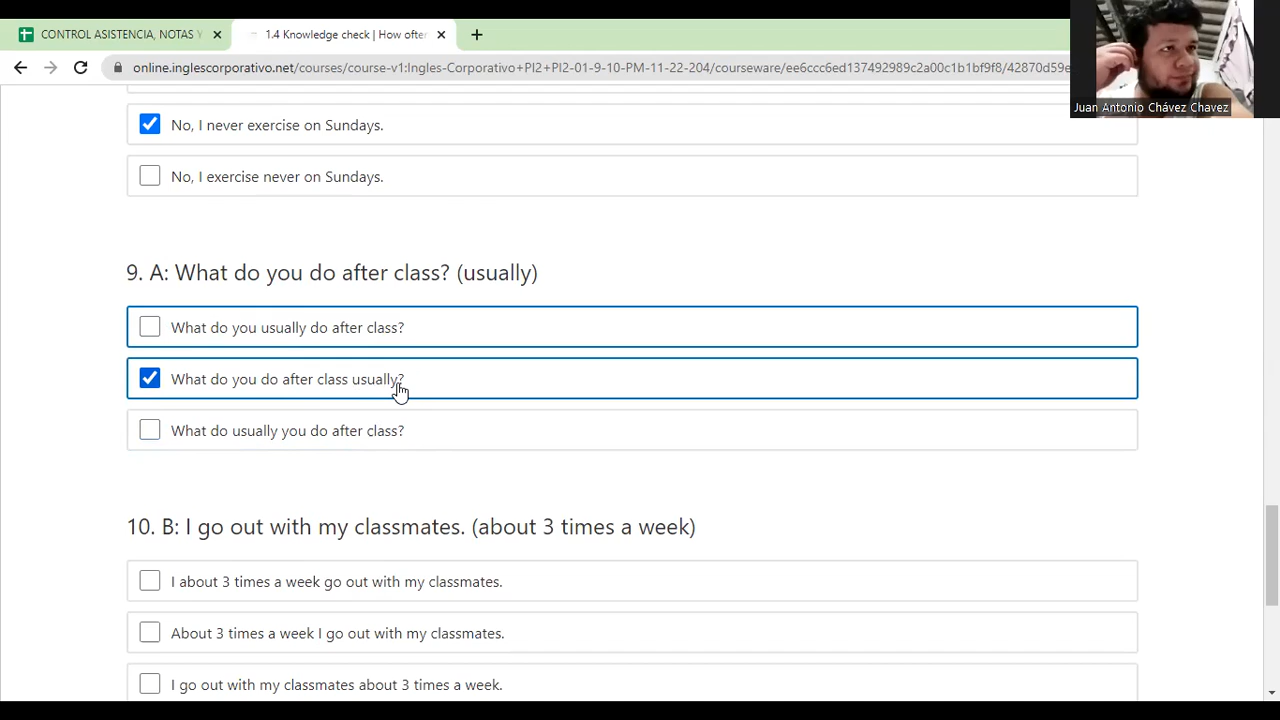 CONTROL ASISTENCIA, NOTAS Y
1.4 Knowledge check | How ofte
online.inglescorporativo.net/courses/course-v1:Ingles-Corporativo+PI2+PI2-01-9-10-PM-11-22-204/courseware/ee6ccc6ed137492989c2a00c1b1bf9f8/42870d59e
Juan Antonio Chávez Chavez
No, I never exercise on Sundays.
No, I exercise never on Sundays.
9. A: What do you do after class? (usually)
What do you usually do after class?
What do you do after class usually?
What do usually you do after class?
10. B: I go out with my classmates. (about 3 times a week)
I about 3 times a week go out with my classmates.
About 3 times a week I go out with my classmates.
I go out with my classmates about 3 times a week.